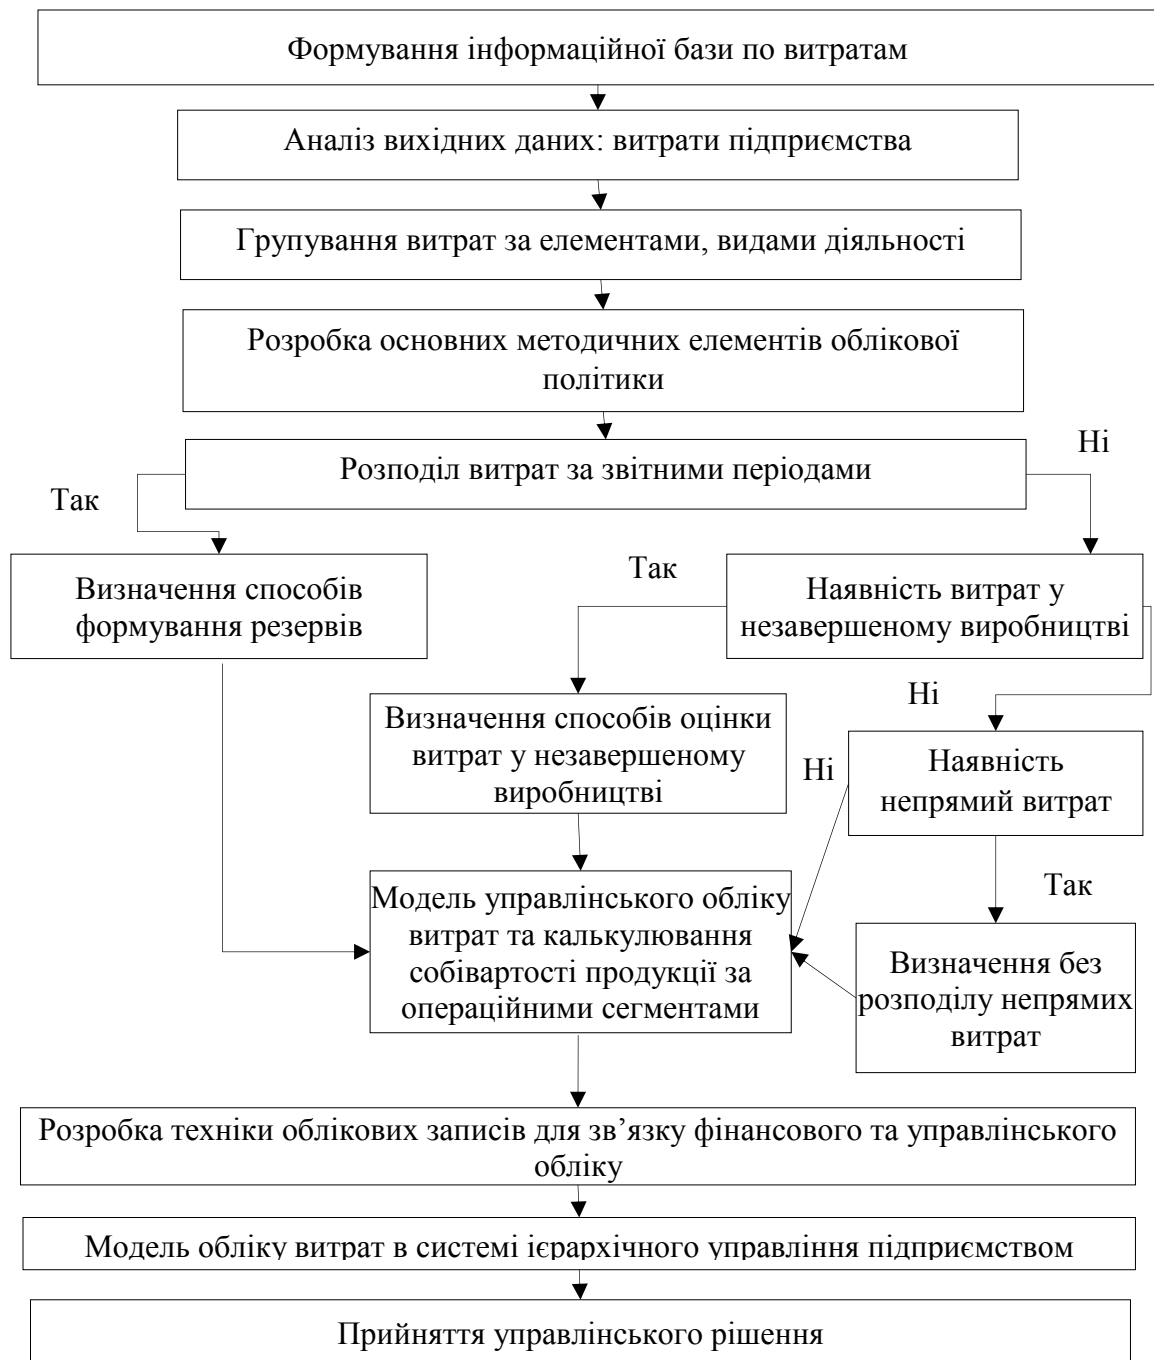 Формування інформаційної бази по витратам
Аналіз вихідних даних: витрати підприємства
Групування витрат за елементами, видами діяльності
Розробка основних методичних елементів облікової
політики
Ні
Розподіл витрат за звітними періодами
Так
Визначення способів
формування резервів
Так
Наявність витрат у
незавершеному виробництві
Ні
Визначення способів оцінки
витрат у незавершеному
виробництві
Ні
Наявність
непрямий витрат
Так
Модель управлінського обліку
витрат та калькулювання
собівартості продукції за
операційними сегментами
Визначення без
розподілу непрямих
витрат
Розробка техніки облікових записів для зв’язку фінансового та управлінського
обліку
Модель обліку витрат в системі ієрархічного управління підприємством
Прийняття управлінського рішення